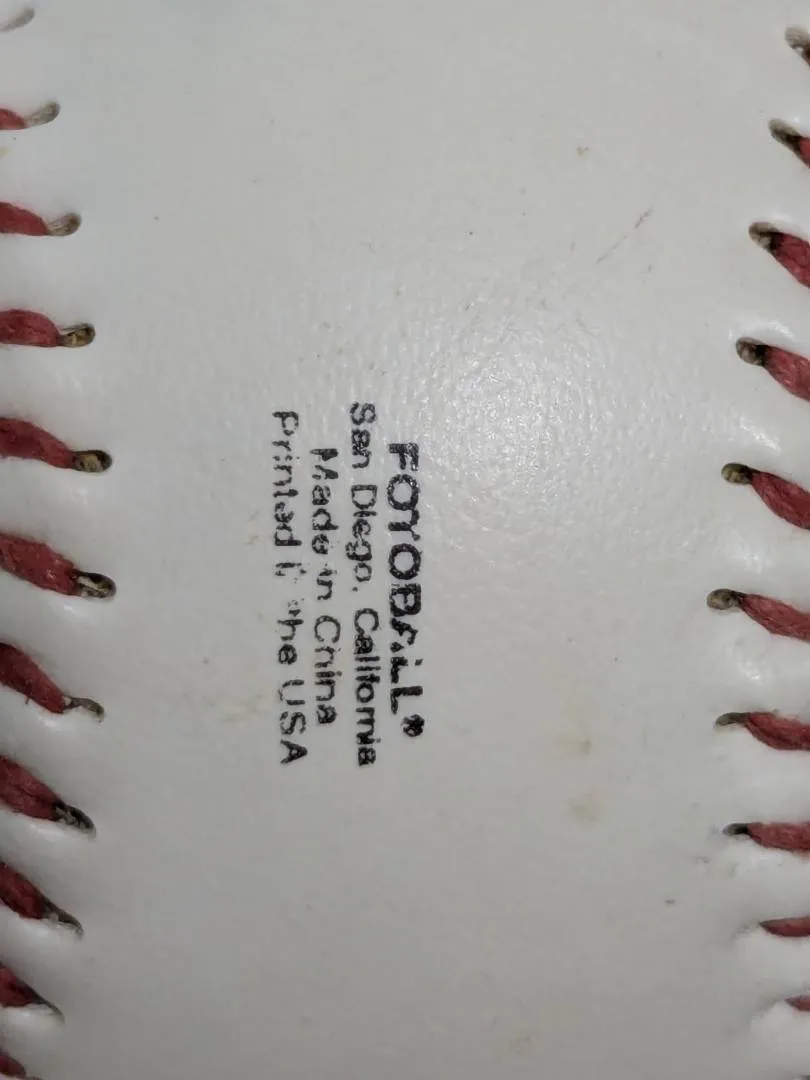 FOTOBALL®
San Diego, California
Made in China
Printed in the USA